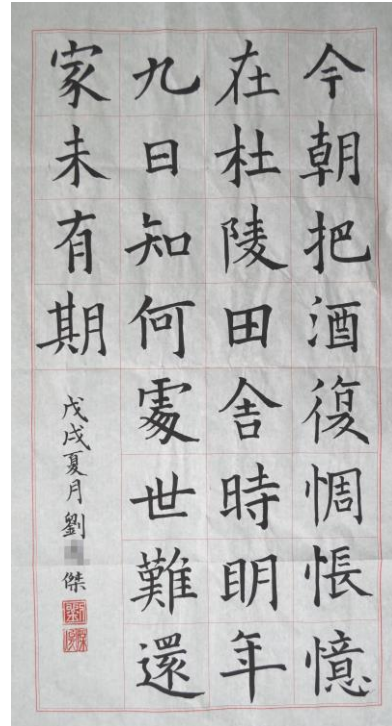 今朝把酒復惆悵憶
在杜陵田舍時明年
九日知何處世難還
家未有期
戊戌夏月劉傑